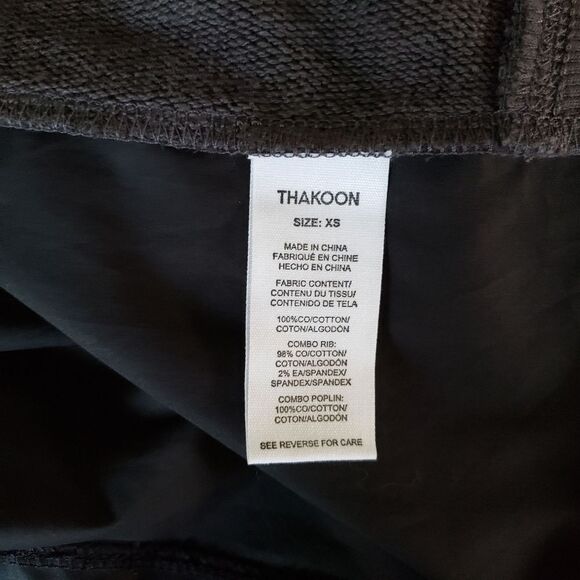 THAKOON
SIZE: XS
MADE IN CHINA
FABRIQUÉ EN CHINE
HECHO EN CHINA
FABRIC CONTENT/
CONTENU DU TISSU/
CONTENIDO DE TELA
100%CO/COTTON/
COTON/ALGODÓN
COMBO RIB:
98% CO/COTTON/
COTON/ALGODÓN
2% EA/SPANDEX/
SPANDEX/SPANDEX
COMBO POPLIN:
100%CO/COTTON/
COTON/ALGODÓN
SEE REVERSE FOR CARE